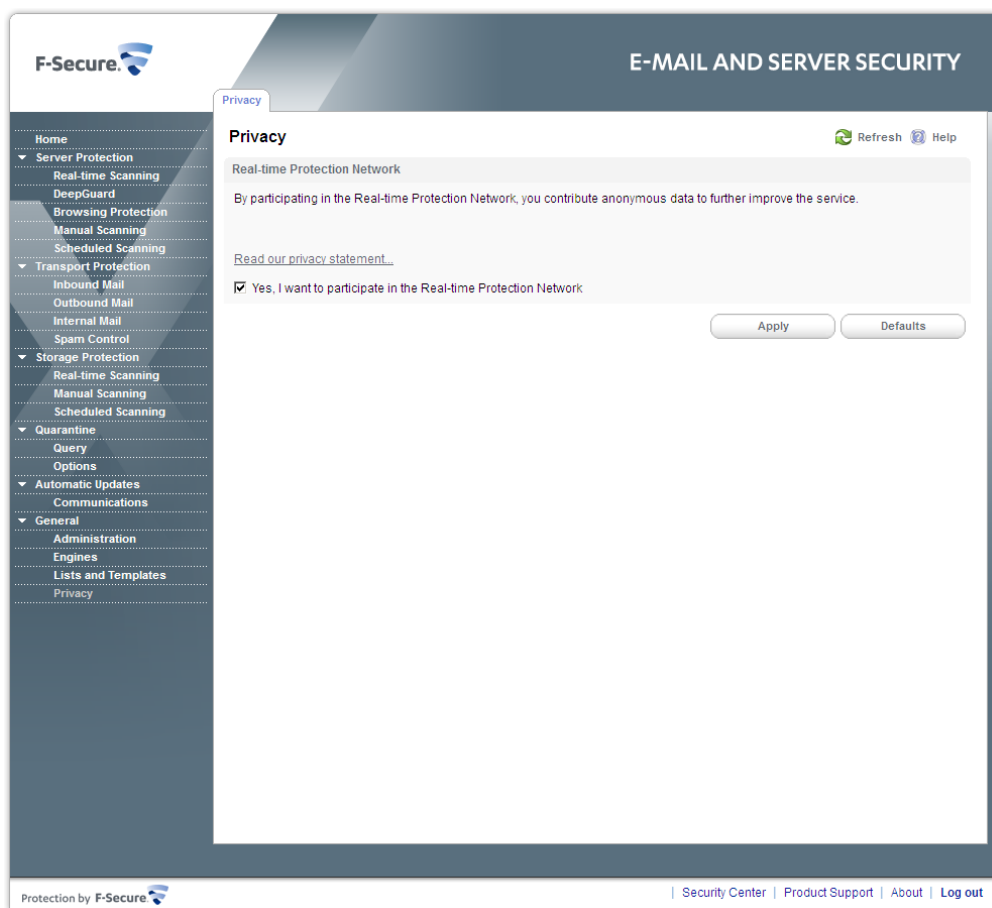 F-Secure.
E-MAIL AND SERVER SECURITY
Privacy
Home
Server Protection
Real-time Scanning
DeepGuard
Browsing Protection
Manual Scanning
Scheduled Scanning
Transport Protection
Inbound Mail
Outbound Mail
Internal Mail
Spam Control
Storage Protection
Real-time Scanning
Manual Scanning
Scheduled Scanning
Quarantine
Query
Options
Automatic Updates
Communications
General
Administration
Engines
Lists and Templates
Privacy
Privacy
Refresh Help
Real-time Protection Network
By participating in the Real-time Protection Network, you contribute anonymous data to further improve the service.
Read our privacy statement...
Yes, I want to participate in the Real-time Protection Network
Apply Defaults
Protection by F-Secure.
| Security Center | Product Support | About | Log out